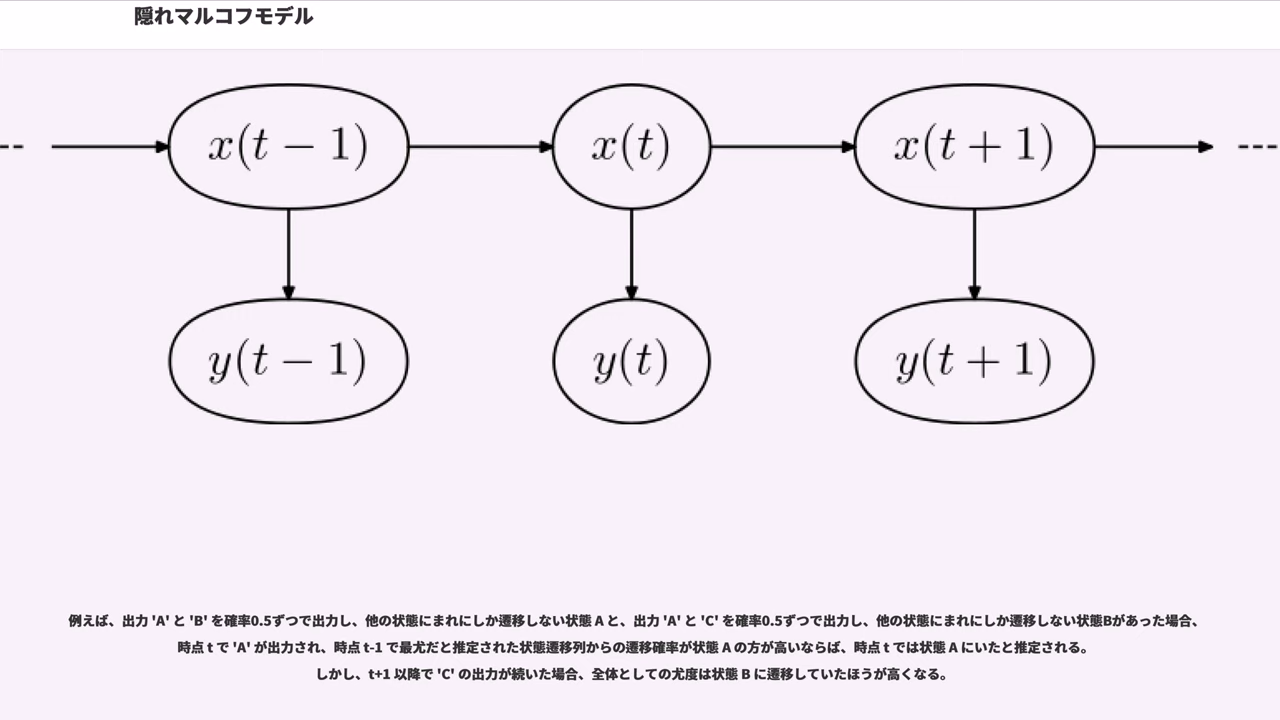 隠れマルコフモデル
x(t − 1) x(t) x(t + 1)
y(t − 1) y(t) y(t + 1)
例えば、出力 'A' と 'B' を確率0.5ずつで出力し、他の状態にまれにしか遷移しない状態 A と、出力 'A' と 'C' を確率0.5ずつで出力し、他の状態にまれにしか遷移しない状態Bがあった場合、
時点 t で 'A' が出力され、時点 t-1 で最尤だと推定された状態遷移列からの遷移確率が状態 A の方が高いならば、時点 t では状態 A にいたと推定される。
しかし、t+1 以降で 'C' の出力が続いた場合、全体としての尤度は状態 B に遷移していたほうが高くなる。